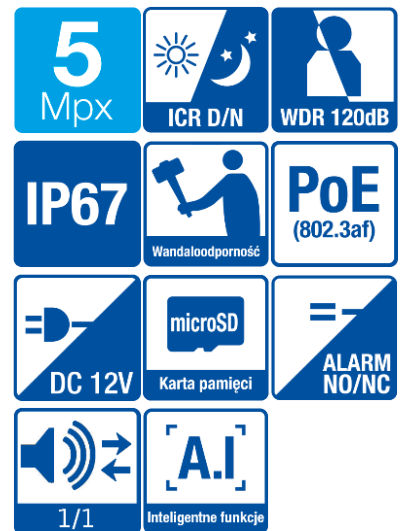 5
Mpx
ICR D/N
WDR 120dB
IP67
Wandaloodporność
PoE
(802.3af)
DC 12V
microSD
Karta pamięci
ALARM
NO/NC
1/1
[A.I]
Inteligentne funkcje